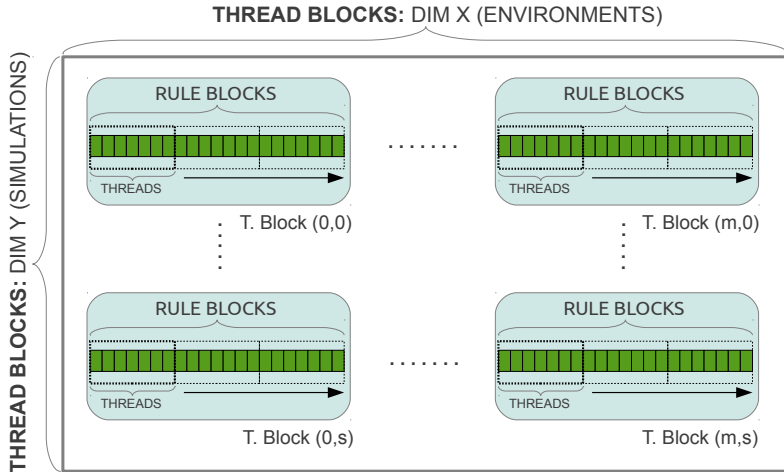 THREAD BLOCKS: DIM X (ENVIRONMENTS)
THREAD BLOCKS: DIM Y (SIMULATIONS)
RULE BLOCKS
THREADS
T. Block (0,0)
RULE BLOCKS
THREADS
T. Block (m,0)
RULE BLOCKS
THREADS
T. Block (0,s)
RULE BLOCKS
THREADS
T. Block (m,s)